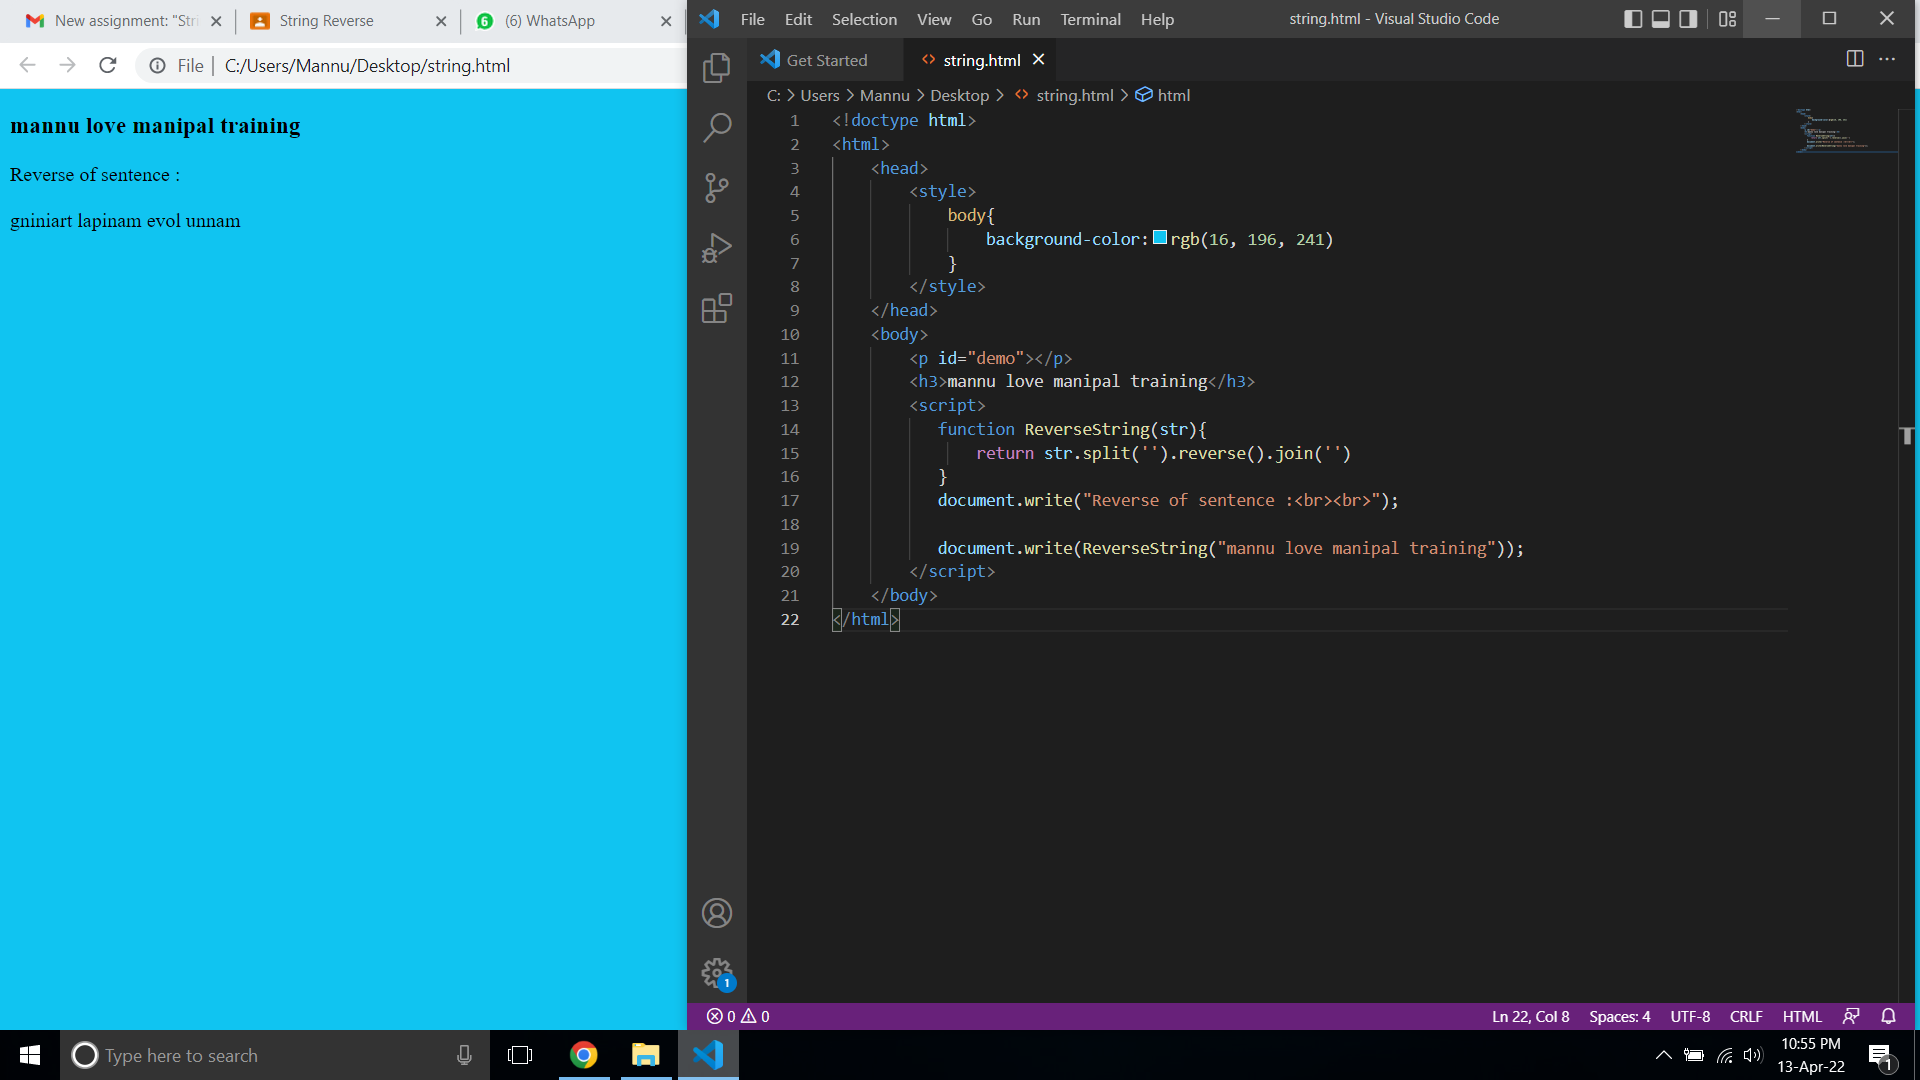 New assignment: "Stri
String Reverse
(6) WhatsApp
File
C:/Users/Mannu/Desktop/string.html
mannu love manipal training
Reverse of sentence :
gniniart lapinam evol unnam
File Edit Selection View Go Run Terminal Help
string.html - Visual Studio Code
Get Started
string.html
C: > Users > Mannu > Desktop > string.html > html
1 <!doctype html>
2 <html>
3 <head>
4 <style>
5 body{
6 background-color: rgb(16, 196, 241)
7 }
8 </style>
9 </head>
10 <body>
11 <p id="demo"></p>
12 <h3>mannu love manipal training</h3>
13 <script>
14 function ReverseString(str){
15 return str.split('').reverse().join('')
16 }
17 document.write("Reverse of sentence :<br><br>");
18
19 document.write(ReverseString("mannu love manipal training"));
20 </script>
21 </body>
22 </html>
1
0 0
Ln 22, Col 8 Spaces: 4 UTF-8 CRLF HTML
Type here to search
10:55 PM
13-Apr-22
1